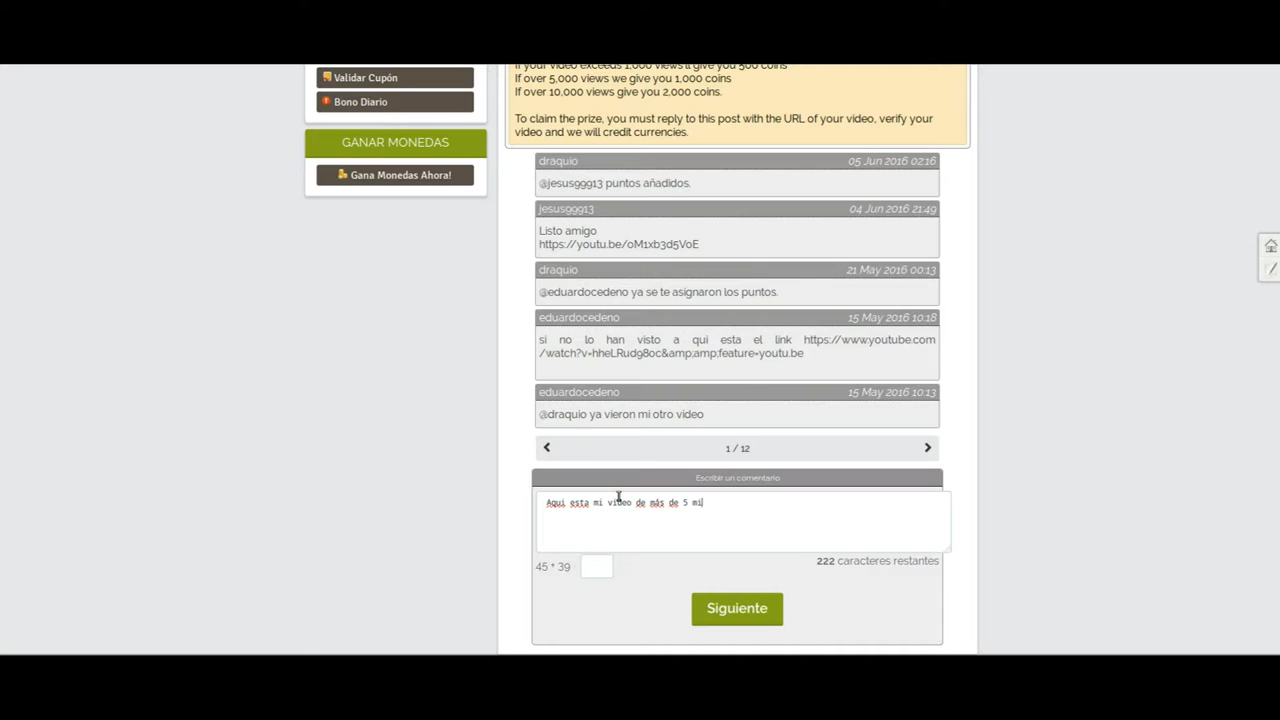 If your video exceeds 1,000 views'll give you 500 coins
If over 5,000 views we give you 1,000 coins
If over 10,000 views give you 2,000 coins.
To claim the prize, you must reply to this post with the URL of your video, verify your
video and we will credit currencies.
Validar Cupón
Bono Diario
GANAR MONEDAS
Gana Monedas Ahora!
draquio 05 Jun 2016 02:16
@jesus99913 puntos añadidos.
jesus99913 04 Jun 2016 21:49
Listo amigo
https://youtu.be/oM1xb3d5VoE
draquio 21 May 2016 00:13
@eduardocedeno ya se te asignaron los puntos.
eduardocedeno 15 May 2016 10:18
si no lo han visto a qui esta el link https://www.youtube.com
/watch?v=hheLRud98oc&amp;amp;feature=youtu.be
eduardocedeno 15 May 2016 10:13
@draquio ya vieron mi otro video
1 / 12
Escribir un comentario
Aqui esta mi video de más de 5 mi
45 * 39
222 caracteres restantes
Siguiente